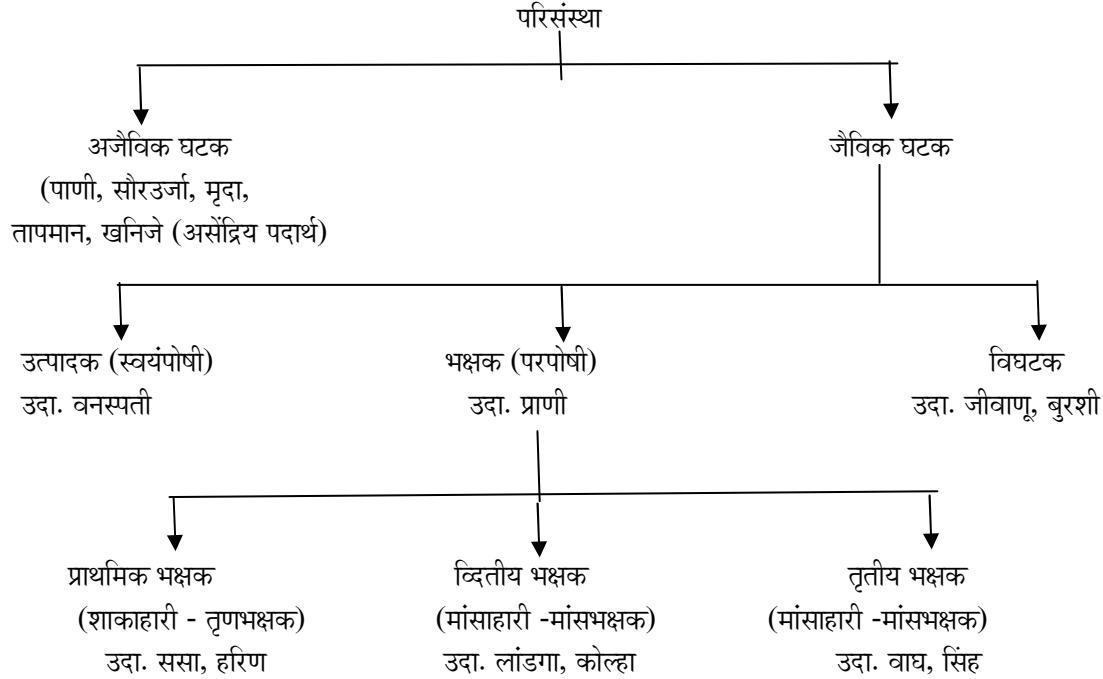 परिसंस्था
अजैविक घटक
(पाणी, सौरउर्जा, मृदा,
तापमान, खनिजे (असेंद्रिय पदार्थ)
जैविक घटक
उत्पादक (स्वयंपोषी)
उदा. वनस्पती
भक्षक (परपोषी)
उदा. प्राणी
विघटक
उदा. जीवाणू, बुरशी
प्राथमिक भक्षक
(शाकाहारी - तृणभक्षक)
उदा. ससा, हरिण
व्दितीय भक्षक
(मांसाहारी -मांसभक्षक)
उदा. लांडगा, कोल्हा
तृतीय भक्षक
(मांसाहारी -मांसभक्षक)
उदा. वाघ, सिंह